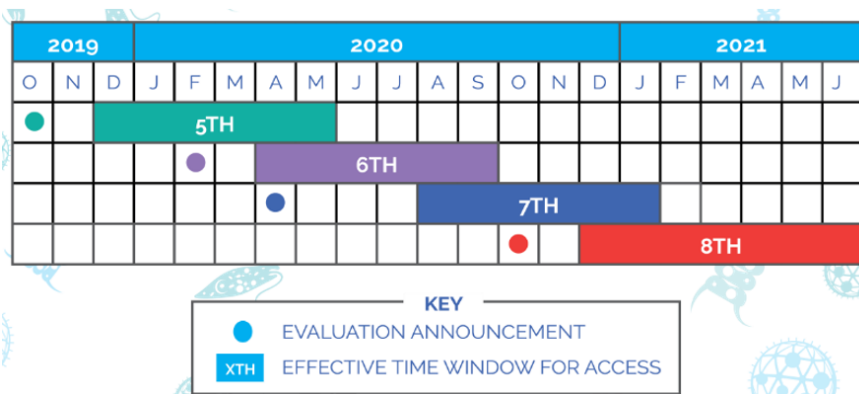 2019 2020 2021
O N D J F M A M J J A S O N D J F M A M J
5TH
6TH
7TH
8TH
KEY
EVALUATION ANNOUNCEMENT
XTH EFFECTIVE TIME WINDOW FOR ACCESS